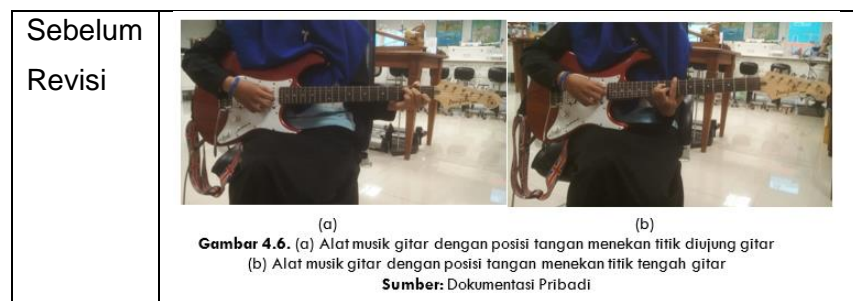 Sebelum
Revisi
(a) (b)
Gambar 4.6. (a) Alat musik gitar dengan posisi tangan menekan titik diujung gitar
(b) Alat musik gitar dengan posisi tangan menekan titik tengah gitar
Sumber: Dokumentasi Pribadi